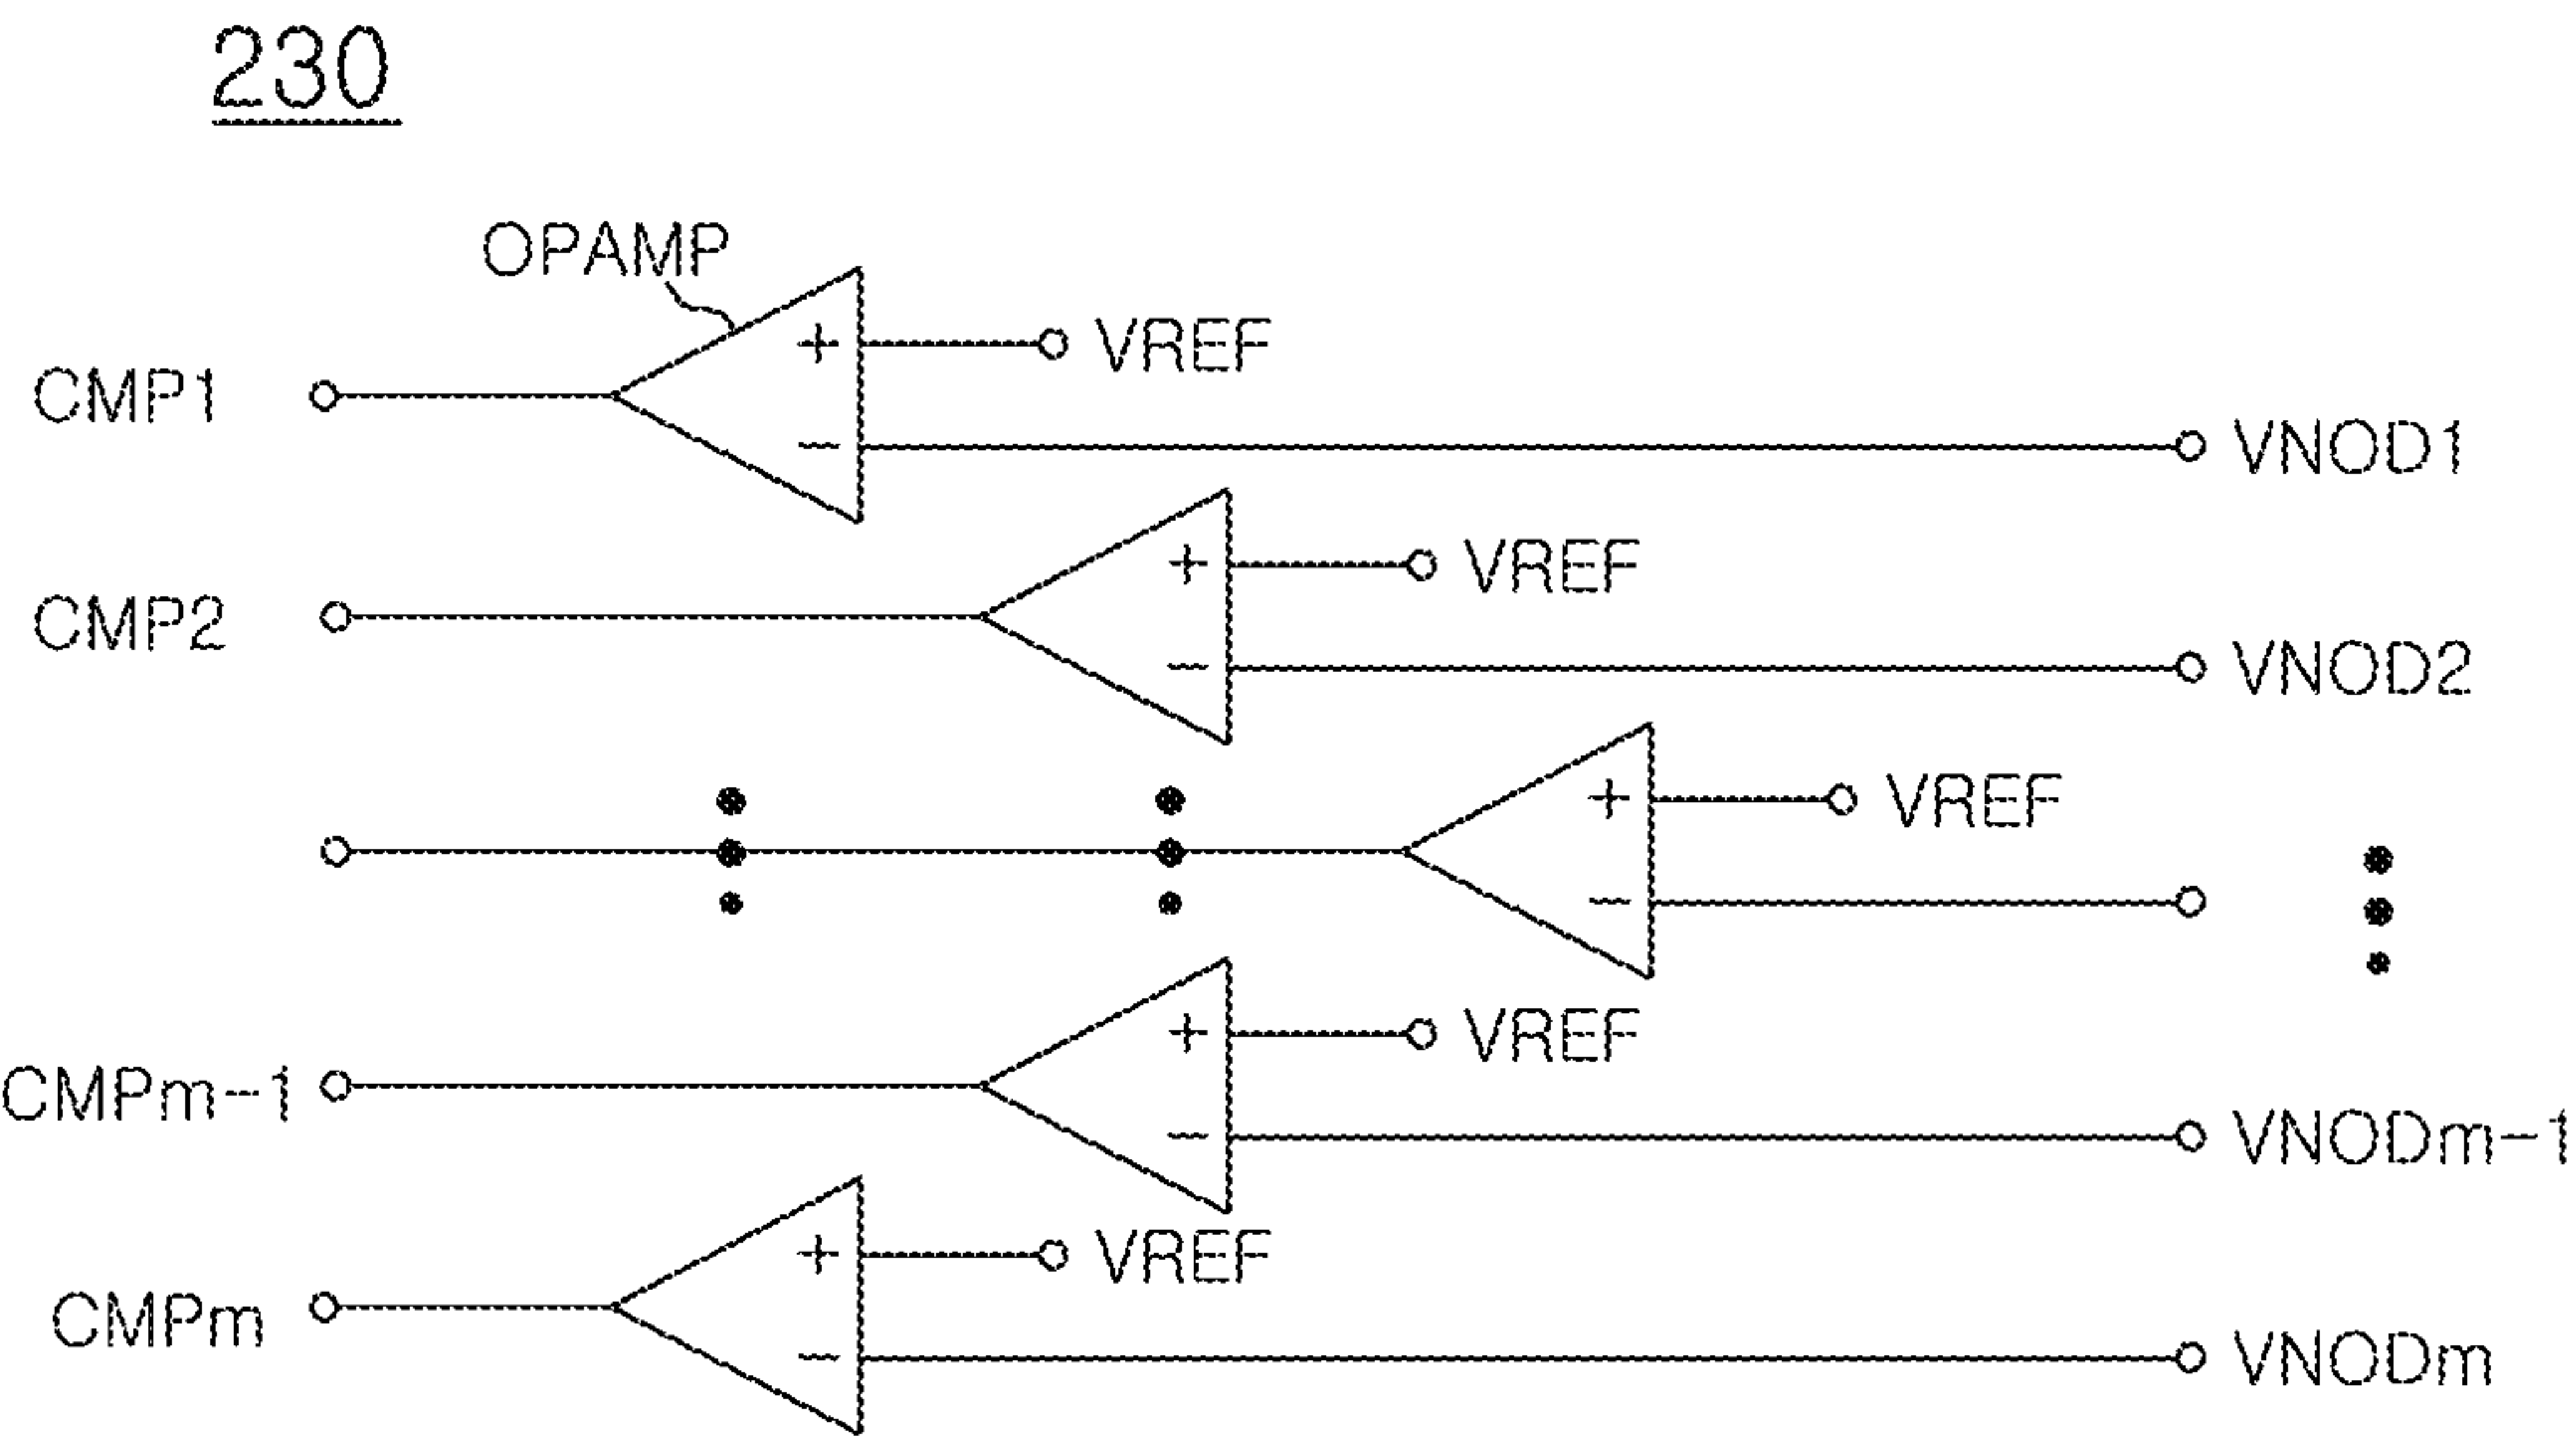 230
OPAMP
+ VREF
CMP1
- VNOD1
+ VREF
CMP2
- VNOD2
+ VREF
-
+ VREF
CMPm-1
- VNODm-1
+ VREF
CMPm
- VNODm